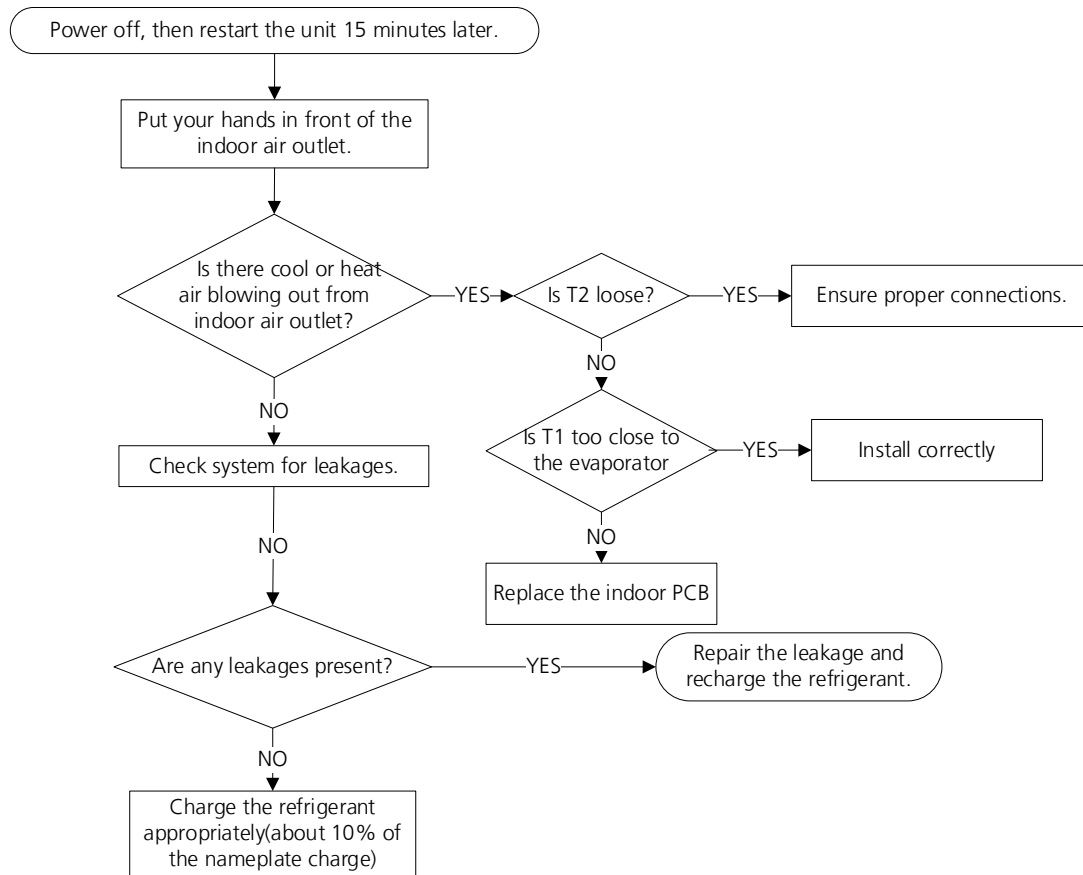 Power off, then restart the unit 15 minutes later.
Put your hands in front of the
indoor air outlet.
Is there cool or heat
air blowing out from
indoor air outlet?
YES
Is T2 loose?
YES
Ensure proper connections.
NO
NO
Is T1 too close to
the evaporator
YES
Install correctly
Check system for leakages.
NO
NO
Replace the indoor PCB
Are any leakages present?
YES
Repair the leakage and
recharge the refrigerant.
NO
Charge the refrigerant
appropriately(about 10% of
the nameplate charge)